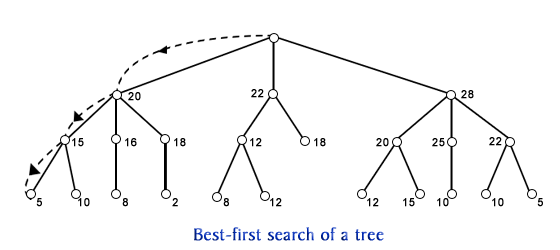 20 22 28
15 16 18 12 18 20 25 22
5 10 8 2 8 12 12 15 10 10 5
Best-first search of a tree